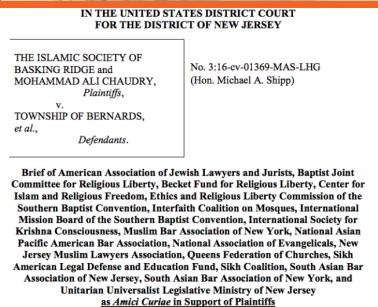 IN THE UNITED STATES DISTRICT COURT
FOR THE DISTRICT OF NEW JERSEY
THE ISLAMIC SOCIETY OF
BASKING RIDGE and
MOHAMMAD ALI CHAUDRY,
Plaintiffs,
v.
TOWNSHIP OF BERNARDS,
et al.,
Defendants.
No. 3:16-cv-01369-MAS-LHG
(Hon. Michael A. Shipp)
Brief of American Association of Jewish Lawyers and Jurists, Baptist Joint
Committee for Religious Liberty, Becket Fund for Religious Liberty, Center for
Islam and Religious Freedom, Ethics and Religious Liberty Commission of the
Southern Baptist Convention, Interfaith Coalition on Mosques, International
Mission Board of the Southern Baptist Convention, International Society for
Krishna Consciousness, Muslim Bar Association of New York, National Asian
Pacific American Bar Association, National Association of Evangelicals, New
Jersey Muslim Lawyers Association, Queens Federation of Churches, Sikh
American Legal Defense and Education Fund, Sikh Coalition, South Asian Bar
Association of New Jersey, South Asian Bar Association of New York, and
Unitarian Universalist Legislative Ministry of New Jersey
as Amici Curiae in Support of Plaintiffs